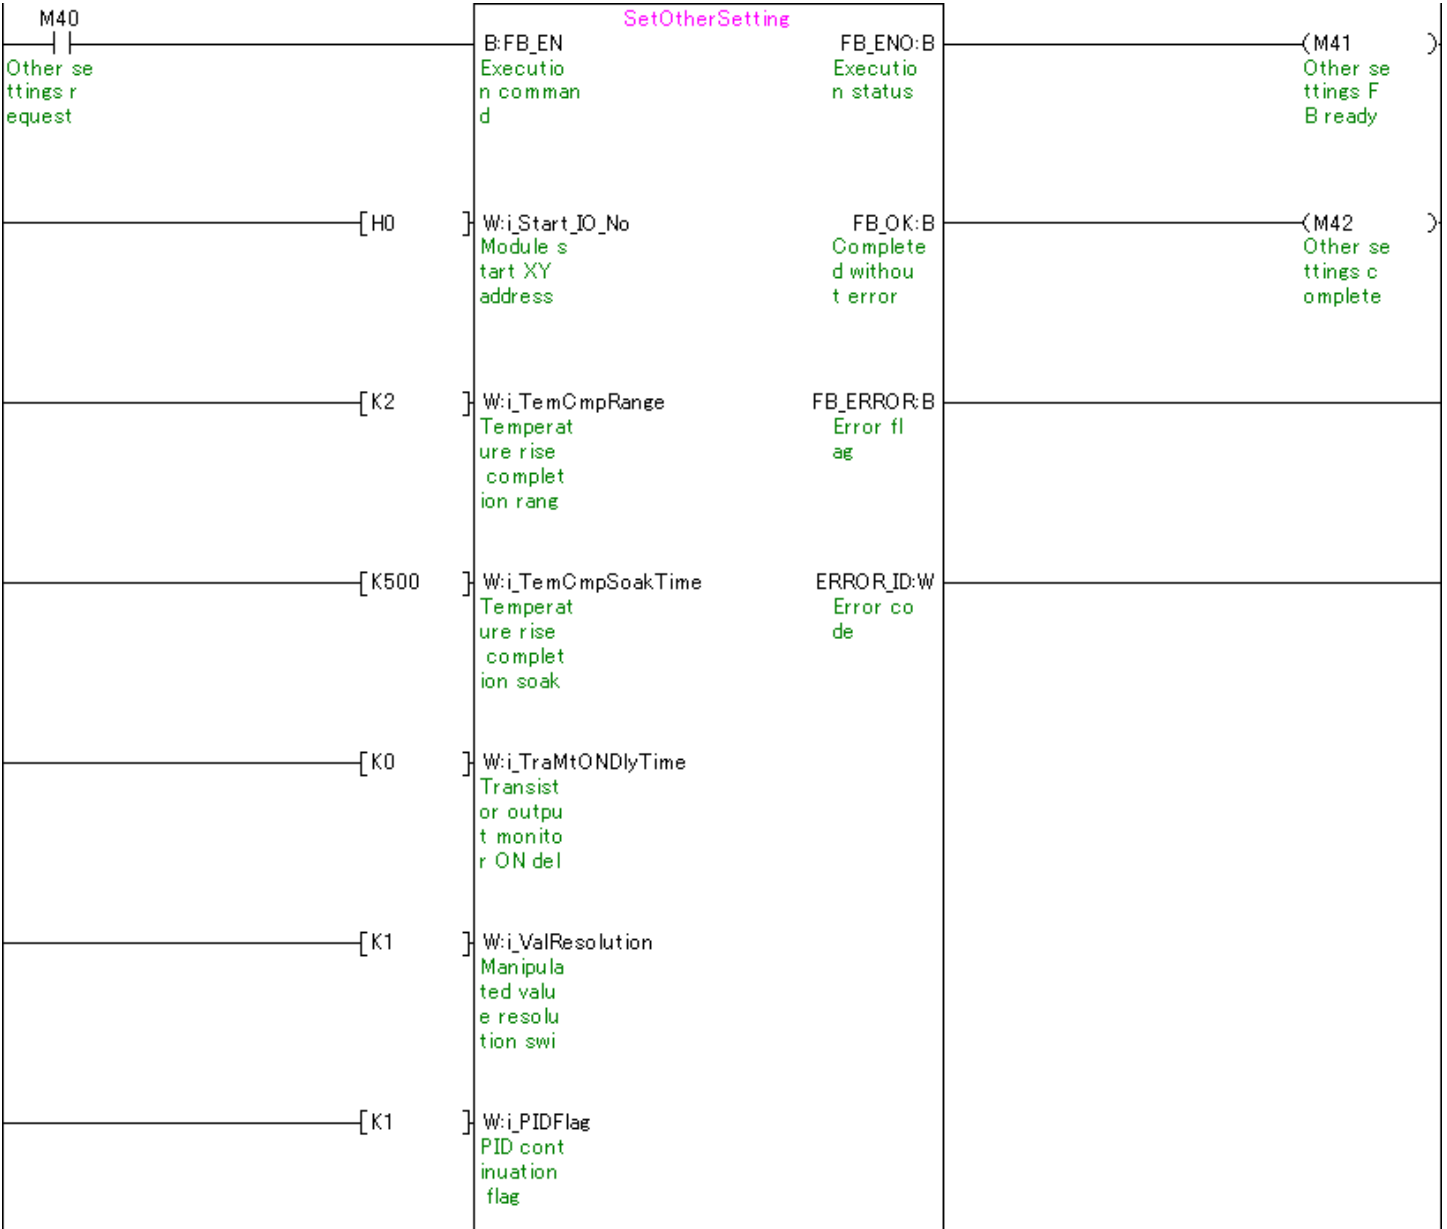 SetOtherSetting
M40
B:FB_EN
FB_ENO:B
(M41 )
Other se
ttings r
equest
Executio
n comman
d
Executio
n status
Other se
ttings F
B ready
[H0 ]
W:i_Start_IO_No
FB_OK:B
(M42 )
Module s
tart XY
address
Complete
d withou
t error
Other se
ttings c
omplete
[K2 ]
W:i_TemCmpRange
FB_ERROR:B
Temperat
ure rise
complet
ion rang
Error fl
ag
[K500 ]
W:i_TemCmpSoakTime
ERROR_ID:W
Temperat
ure rise
complet
ion soak
Error co
de
[K0 ]
W:i_TraMtONDlyTime
Transist
or outpu
t monito
r ON del
[K1 ]
W:i_ValResolution
Manipula
ted valu
e resolu
tion swi
[K1 ]
W:i_PIDFlag
PID cont
inuation
flag